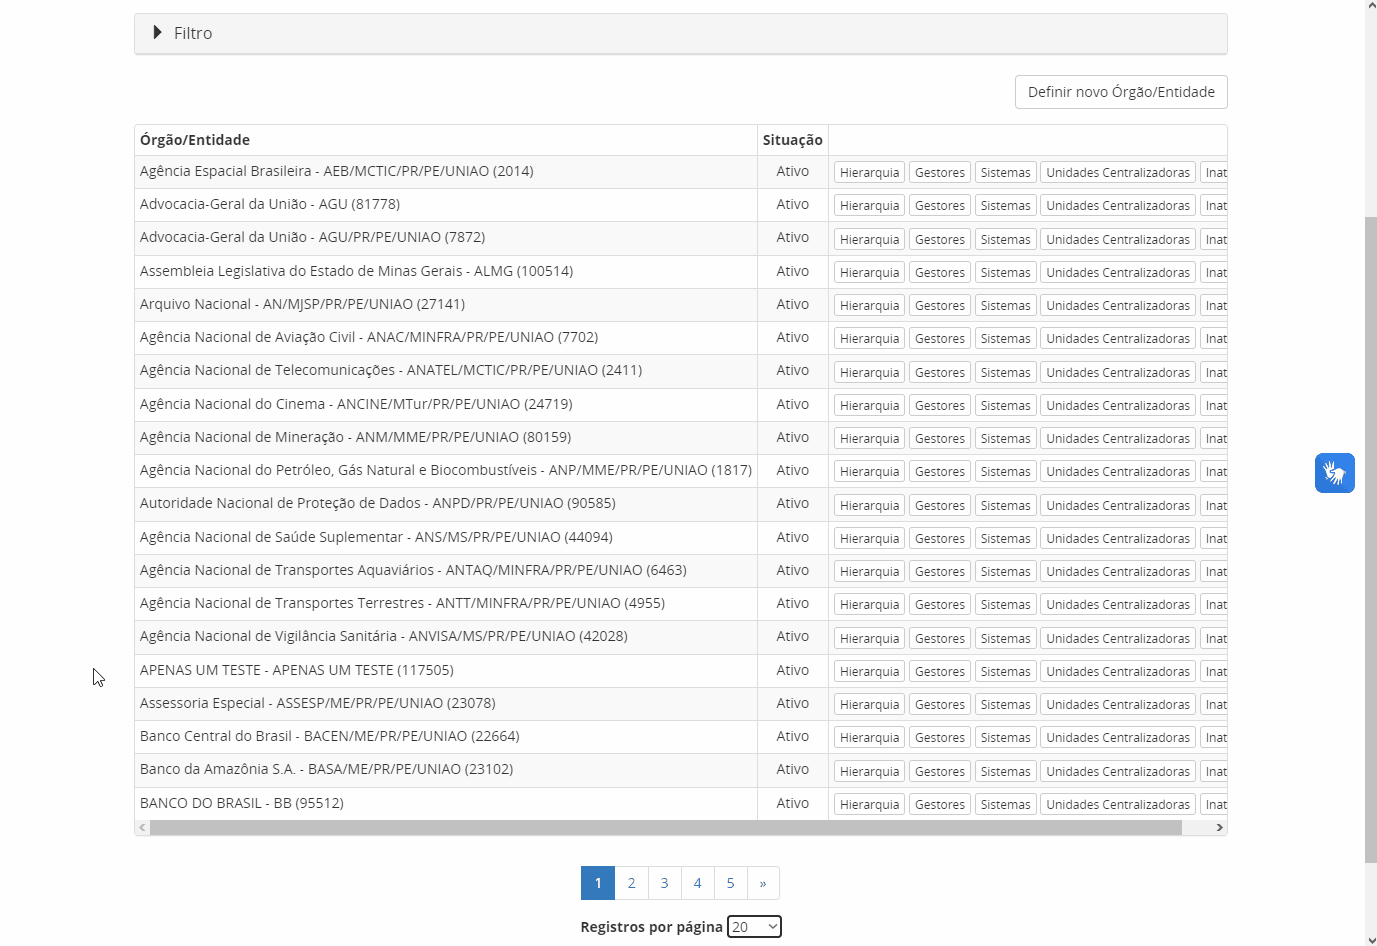 Filtro
Definir novo Órgão/Entidade
Órgão/Entidade Situação
Agência Espacial Brasileira - AEB/MCTIC/PR/PE/UNIAO (2014) Ativo Hierarquia Gestores Sistemas Unidades Centralizadoras Inat
Advocacia-Geral da União - AGU (81778) Ativo Hierarquia Gestores Sistemas Unidades Centralizadoras Inat
Advocacia-Geral da União - AGU/PR/PE/UNIAO (7872) Ativo Hierarquia Gestores Sistemas Unidades Centralizadoras Inat
Assembleia Legislativa do Estado de Minas Gerais - ALMG (100514) Ativo Hierarquia Gestores Sistemas Unidades Centralizadoras Inat
Arquivo Nacional - AN/MJSP/PR/PE/UNIAO (27141) Ativo Hierarquia Gestores Sistemas Unidades Centralizadoras Inat
Agência Nacional de Aviação Civil - ANAC/MINFRA/PR/PE/UNIAO (7702) Ativo Hierarquia Gestores Sistemas Unidades Centralizadoras Inat
Agência Nacional de Telecomunicações - ANATEL/MCTIC/PR/PE/UNIAO (2411) Ativo Hierarquia Gestores Sistemas Unidades Centralizadoras Inat
Agência Nacional do Cinema - ANCINE/MTur/PR/PE/UNIAO (24719) Ativo Hierarquia Gestores Sistemas Unidades Centralizadoras Inat
Agência Nacional de Mineração - ANM/MME/PR/PE/UNIAO (80159) Ativo Hierarquia Gestores Sistemas Unidades Centralizadoras Inat
Agência Nacional do Petróleo, Gás Natural e Biocombustíveis - ANP/MME/PR/PE/UNIAO (1817) Ativo Hierarquia Gestores Sistemas Unidades Centralizadoras Inat
Autoridade Nacional de Proteção de Dados - ANPD/PR/PE/UNIAO (90585) Ativo Hierarquia Gestores Sistemas Unidades Centralizadoras Inat
Agência Nacional de Saúde Suplementar - ANS/MS/PR/PE/UNIAO (44094) Ativo Hierarquia Gestores Sistemas Unidades Centralizadoras Inat
Agência Nacional de Transportes Aquaviários - ANTAQ/MINFRA/PR/PE/UNIAO (6463) Ativo Hierarquia Gestores Sistemas Unidades Centralizadoras Inat
Agência Nacional de Transportes Terrestres - ANTT/MINFRA/PR/PE/UNIAO (4955) Ativo Hierarquia Gestores Sistemas Unidades Centralizadoras Inat
Agência Nacional de Vigilância Sanitária - ANVISA/MS/PR/PE/UNIAO (42028) Ativo Hierarquia Gestores Sistemas Unidades Centralizadoras Inat
APENAS UM TESTE - APENAS UM TESTE (117505) Ativo Hierarquia Gestores Sistemas Unidades Centralizadoras Inat
Assessoria Especial - ASSESP/ME/PR/PE/UNIAO (23078) Ativo Hierarquia Gestores Sistemas Unidades Centralizadoras Inat
Banco Central do Brasil - BACEN/ME/PR/PE/UNIAO (22664) Ativo Hierarquia Gestores Sistemas Unidades Centralizadoras Inat
Banco da Amazônia S.A. - BASA/ME/PR/PE/UNIAO (23102) Ativo Hierarquia Gestores Sistemas Unidades Centralizadoras Inat
BANCO DO BRASIL - BB (95512) Ativo Hierarquia Gestores Sistemas Unidades Centralizadoras Inat
1 2 3 4 5 »
Registros por página 20